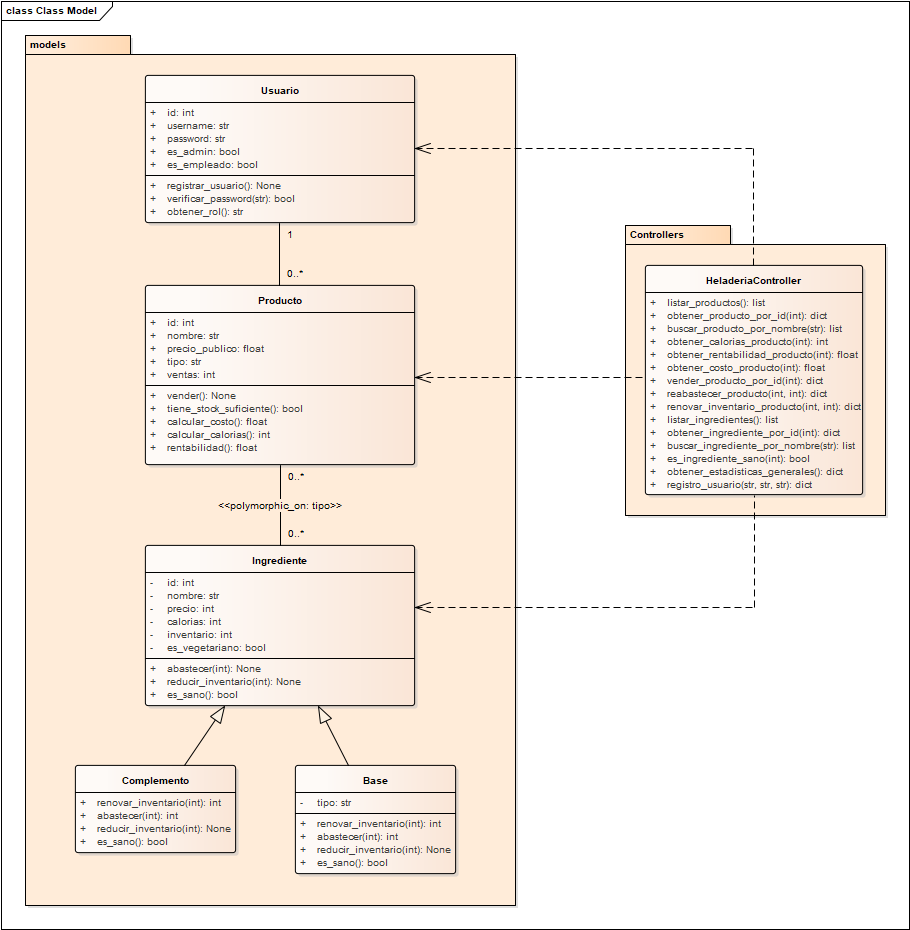 class Class Model
models
Usuario
+ id: int
+ username: str
+ password: str
+ es_admin: bool
+ es_empleado: bool
+ registrar_usuario(): None
+ verificar_password(str): bool
+ obtener_rol(): str
1
0..*
Producto
+ id: int
+ nombre: str
+ precio_publico: float
+ tipo: str
+ ventas: int
+ vender(): None
+ tiene_stock_suficiente(): bool
+ calcular_costo(): float
+ calcular_calorias(): int
+ rentabilidad(): float
0..*
<<polymorphic_on: tipo>>
0..*
Ingrediente
- id: int
- nombre: str
- precio: int
- calorias: int
- inventario: int
- es_vegetariano: bool
+ abastecer(int): None
+ reducir_inventario(int): None
+ es_sano(): bool
Complemento
+ renovar_inventario(int): int
+ abastecer(int): int
+ reducir_inventario(int): None
+ es_sano(): bool
Base
- tipo: str
+ renovar_inventario(int): int
+ abastecer(int): int
+ reducir_inventario(int): None
+ es_sano(): bool
Controllers
HeladeriaController
+ listar_productos(): list
+ obtener_producto_por_id(int): dict
+ buscar_producto_por_nombre(str): list
+ obtener_calorias_producto(int): int
+ obtener_rentabilidad_producto(int): float
+ obtener_costo_producto(int): float
+ vender_producto_por_id(int): dict
+ reabastecer_producto(int, int): dict
+ renovar_inventario_producto(int, int): dict
+ listar_ingredientes(): list
+ obtener_ingrediente_por_id(int): dict
+ buscar_ingrediente_por_nombre(str): list
+ es_ingrediente_sano(int): bool
+ obtener_estadisticas_generales(): dict
+ registro_usuario(str, str, str): dict